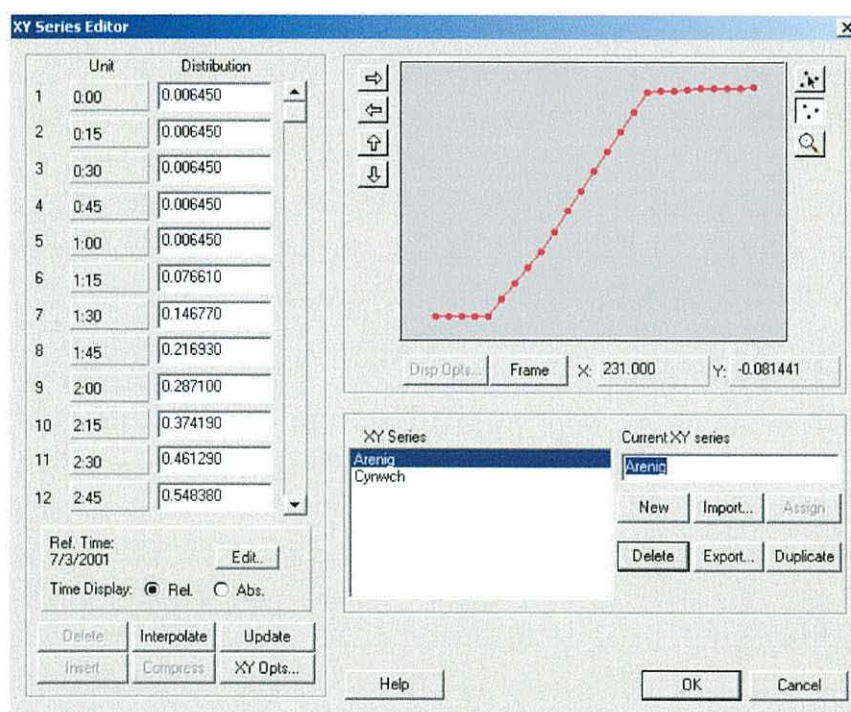 XY Series Editor
Unit Distribution
1 0:00 0.006450
2 0:15 0.006450
3 0:30 0.006450
4 0:45 0.006450
5 1:00 0.006450
6 1:15 0.076610
7 1:30 0.146770
8 1:45 0.216930
9 2:00 0.287100
10 2:15 0.374190
11 2:30 0.461290
12 2:45 0.548380
Ref. Time:
7/3/2001 Edit..
Time Display: Rel. Abs.
Delete Interpolate Update
Insert Compress XY Opts...
Disp Opts... Frame X: 231.000 Y: -0.081441
XY Series
Arenig
Cynwch
Current XY series
Arenig
New Import... Assign
Delete Export... Duplicate
Help OK Cancel